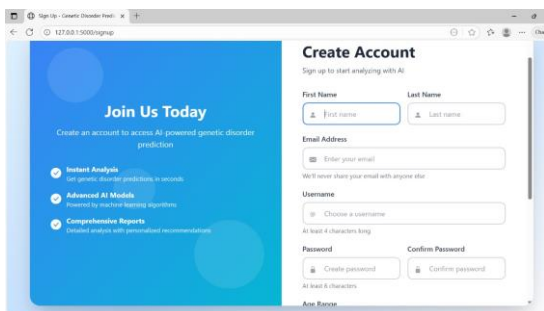 Sign Up - Genetic Disorder Predi
127.0.0.1:5000/signup
Join Us Today
Create an account to access AI-powered genetic disorder
prediction
Instant Analysis
Get genetic disorder predictions in seconds
Advanced AI Models
Powered by machine learning algorithms
Comprehensive Reports
Detailed analysis with personalized recommendations
Create Account
Sign up to start analyzing with AI
First Name Last Name
First name Last name
Email Address
Enter your email
We'll never share your email with anyone else
Username
Choose a username
At least 4 characters long
Password Confirm Password
Create password Confirm password
At least 6 characters
Age Range